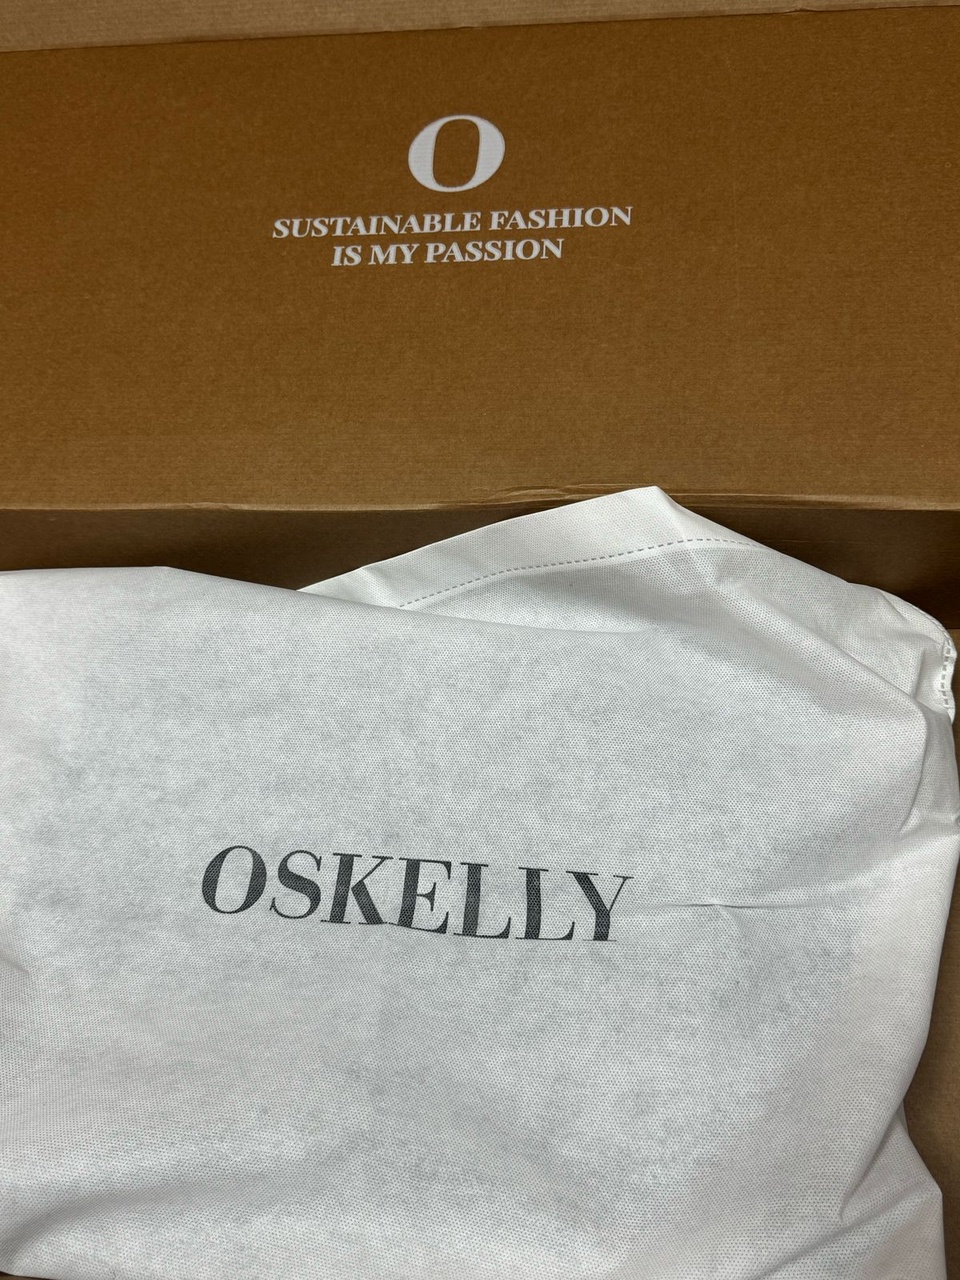 O
SUSTAINABLE FASHION
IS MY PASSION
OSKELLY